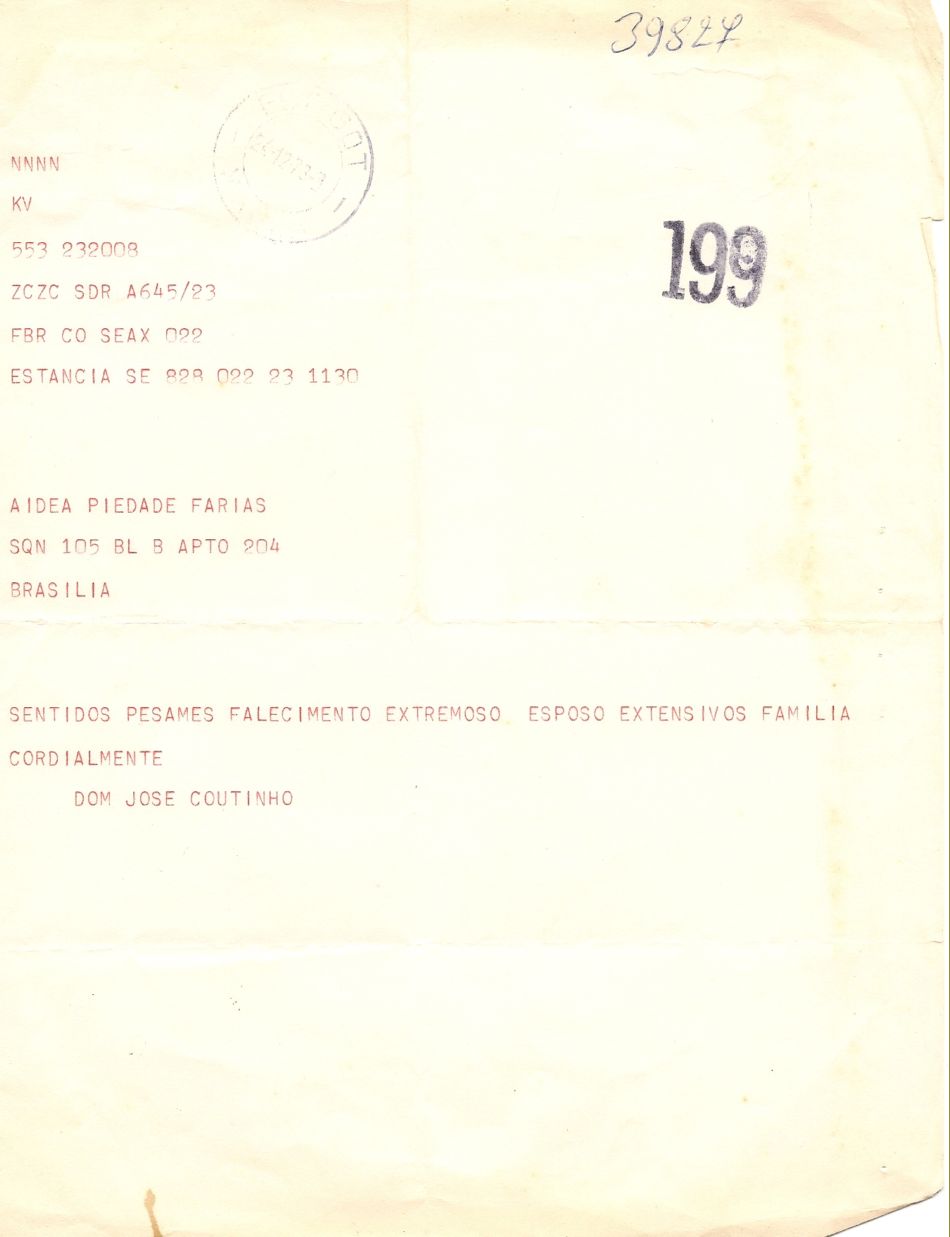 39827
NNNN
KV
199
553 232008
ZCZC SDR A645/23
FBR CO SEAX 022
ESTANCIA SE 828 022 23 1130
AIDEA PIEDADE FARIAS
SQN 105 BL B APTO 204
BRASILIA
SENTIDOS PESAMES FALECIMENTO EXTREMOSO ESPOSO EXTENSIVOS FAMILIA
CORDIALMENTE
DOM JOSE COUTINHO